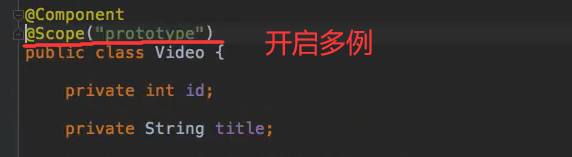 @Component
@Scope("prototype")
开启多例
public class Video {
private int id;
private String title;